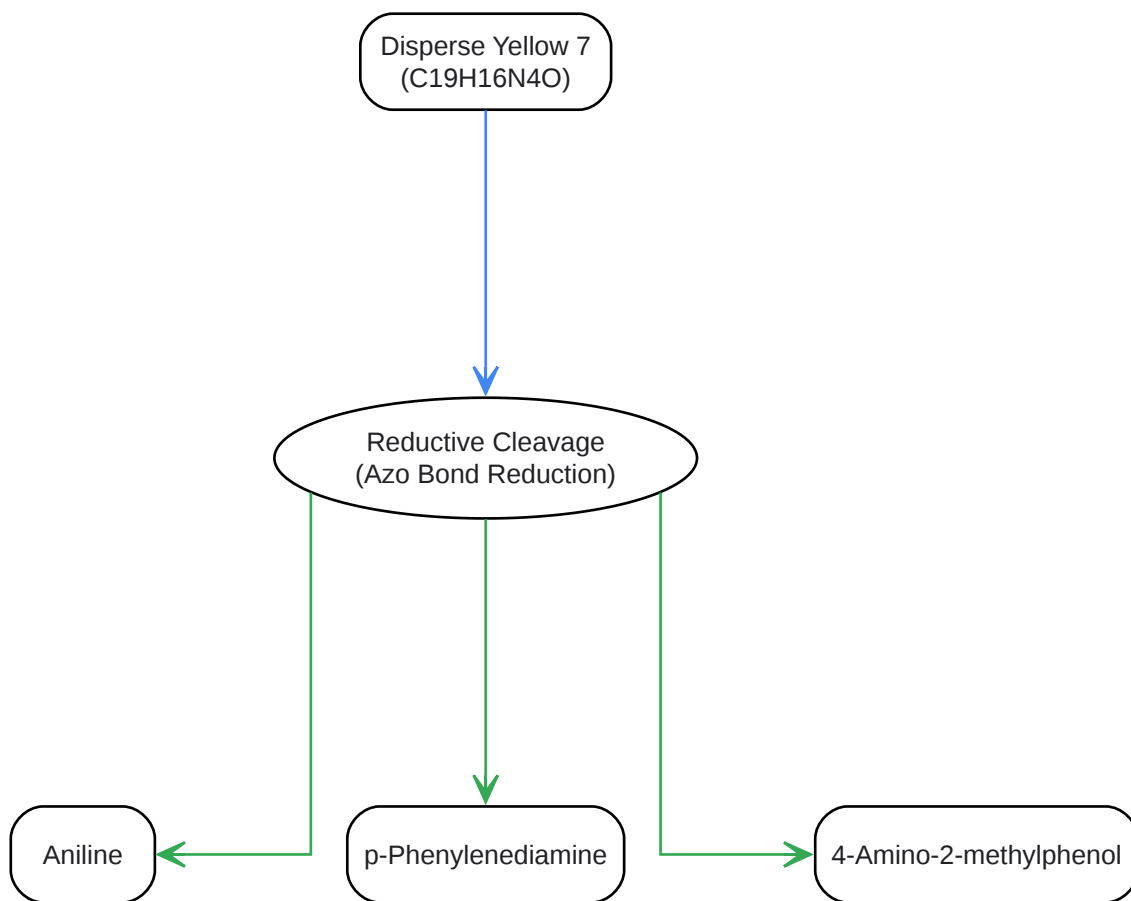 Disperse Yellow 7
(C19H16N4O)
Reductive Cleavage
(Azo Bond Reduction)
Aniline
p-Phenylenediamine
4-Amino-2-methylphenol